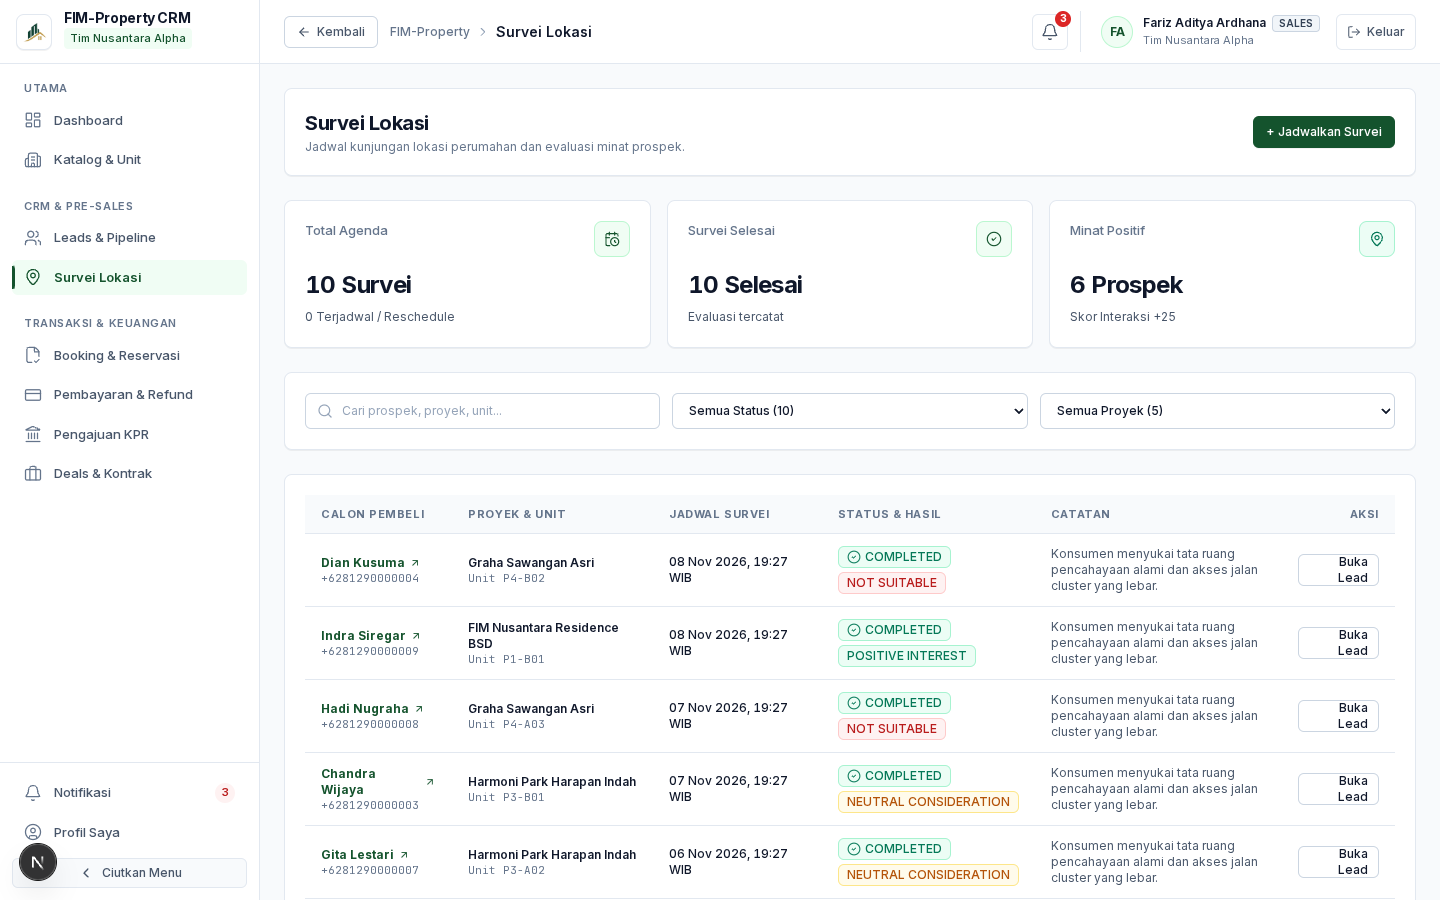 FIM-Property CRM
Tim Nusantara Alpha
UTAMA
Dashboard
Katalog & Unit
CRM & PRE-SALES
Leads & Pipeline
Survei Lokasi
TRANSAKSI & KEUANGAN
Booking & Reservasi
Pembayaran & Refund
Pengajuan KPR
Deals & Kontrak
Notifikasi 3
Profil Saya
N
Ciutkan Menu
Kembali
FIM-Property
Survei Lokasi
3
FA
Fariz Aditya Ardhana SALES
Tim Nusantara Alpha
Keluar
Survei Lokasi
Jadwal kunjungan lokasi perumahan dan evaluasi minat prospek.
+ Jadwalkan Survei
Total Agenda
10 Survei
0 Terjadwal / Reschedule
Survei Selesai
10 Selesai
Evaluasi tercatat
Minat Positif
6 Prospek
Skor Interaksi +25
Cari prospek, proyek, unit...
Semua Status (10)
Semua Proyek (5)
CALON PEMBELI PROYEK & UNIT JADWAL SURVEI STATUS & HASIL CATATAN AKSI
Dian Kusuma
+6281290000004
Graha Sawangan Asri
Unit P4-B02
08 Nov 2026, 19:27
WIB
COMPLETED
NOT SUITABLE
Konsumen menyukai tata ruang
pencahayaan alami dan akses jalan
cluster yang lebar.
Buka
Lead
Indra Siregar
+6281290000009
FIM Nusantara Residence
BSD
Unit P1-B01
08 Nov 2026, 19:27
WIB
COMPLETED
POSITIVE INTEREST
Konsumen menyukai tata ruang
pencahayaan alami dan akses jalan
cluster yang lebar.
Buka
Lead
Hadi Nugraha
+6281290000008
Graha Sawangan Asri
Unit P4-A03
07 Nov 2026, 19:27
WIB
COMPLETED
NOT SUITABLE
Konsumen menyukai tata ruang
pencahayaan alami dan akses jalan
cluster yang lebar.
Buka
Lead
Chandra
Wijaya
+6281290000003
Harmoni Park Harapan Indah
Unit P3-B01
07 Nov 2026, 19:27
WIB
COMPLETED
NEUTRAL CONSIDERATION
Konsumen menyukai tata ruang
pencahayaan alami dan akses jalan
cluster yang lebar.
Buka
Lead
Gita Lestari
+6281290000007
Harmoni Park Harapan Indah
Unit P3-A02
06 Nov 2026, 19:27
WIB
COMPLETED
NEUTRAL CONSIDERATION
Konsumen menyukai tata ruang
pencahayaan alami dan akses jalan
cluster yang lebar.
Buka
Lead